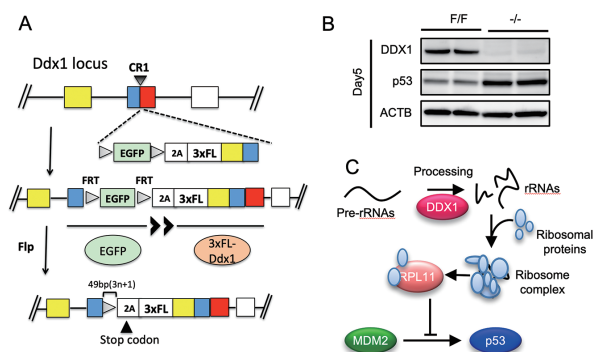 A
Ddx1 locus
CR1
EGFP
2A
3xFL
FRT
FRT
EGFP
2A
3xFL
Flp
EGFP
3xFL-
Ddx1
49bp(3n+1)
2A
3xFL
Stop codon
B
F/F
-/-
Day5
DDX1
p53
ACTB
C
Processing
Pre-rRNAs
DDX1
rRNAs
Ribosomal
proteins
RPL11
Ribosome
complex
MDM2
p53